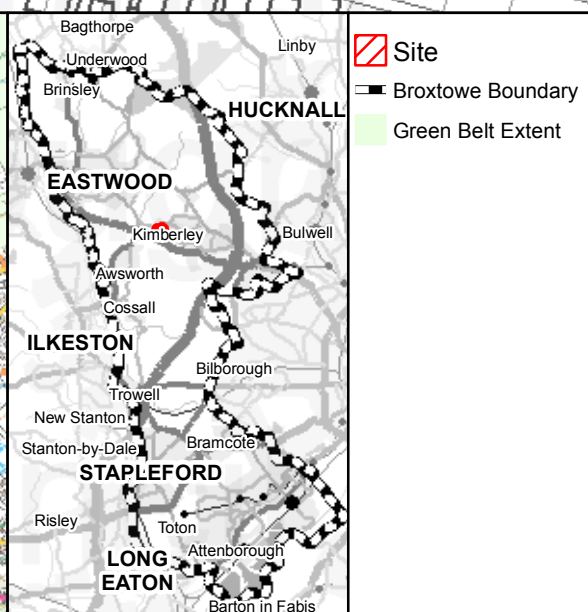 Bagthorpe
Linby
Underwood
Brinsley
HUCKNALL
EASTWOOD
Kimberley
Bulwell
Awsworth
Cossall
ILKESTON
Bilborough
Trowell
New Stanton
Bramcote
Stanton-by-Dale
STAPLEFORD
Risley
Toton
Attenborough
LONG
EATON
Barton in Fabis
Site
Broxtowe Boundary
Green Belt Extent